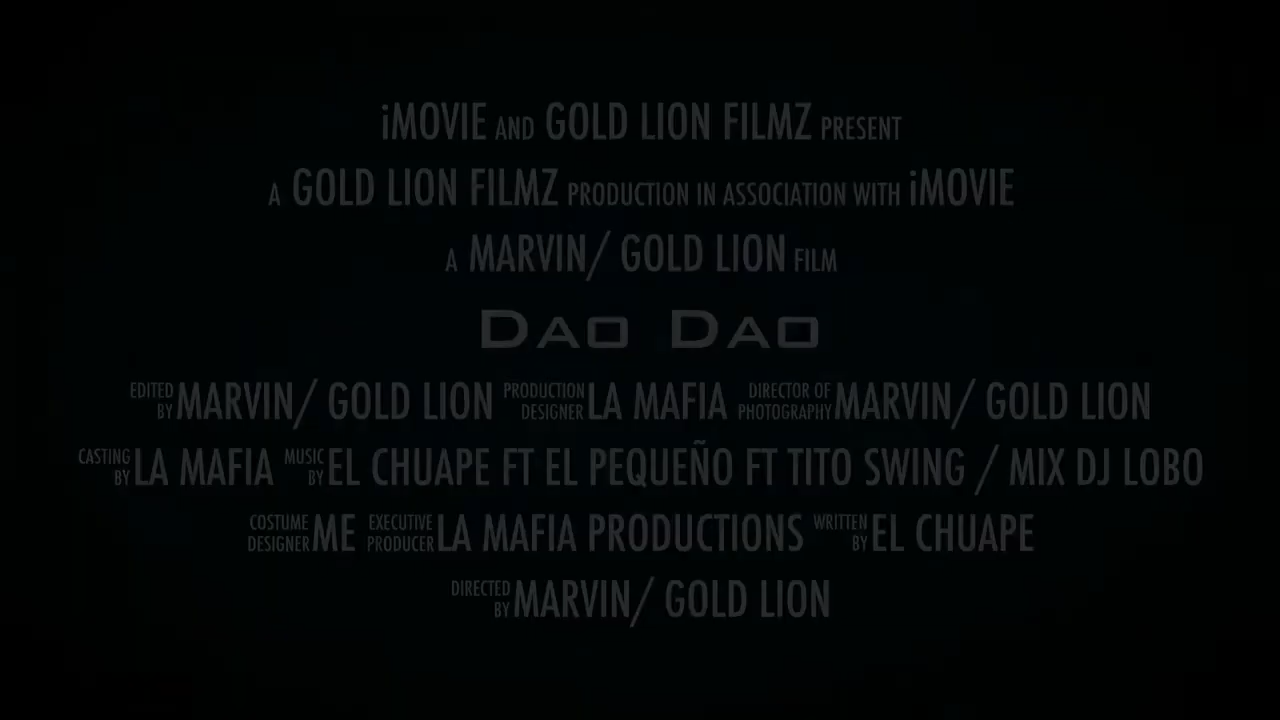 iMOVIE AND GOLD LION FILMZ PRESENT
A GOLD LION FILMZ PRODUCTION IN ASSOCIATION WITH iMOVIE
A MARVIN/ GOLD LION FILM
DAO DAO
EDITED BY MARVIN/ GOLD LION PRODUCTION DESIGNER LA MAFIA DIRECTOR OF PHOTOGRAPHY MARVIN/ GOLD LION
CASTING BY LA MAFIA MUSIC BY EL CHUAPE FT EL PEQUEÑO FT TITO SWING / MIX DJ LOBO
COSTUME DESIGNER ME EXECUTIVE PRODUCER LA MAFIA PRODUCTIONS WRITTEN BY EL CHUAPE
DIRECTED BY MARVIN/ GOLD LION